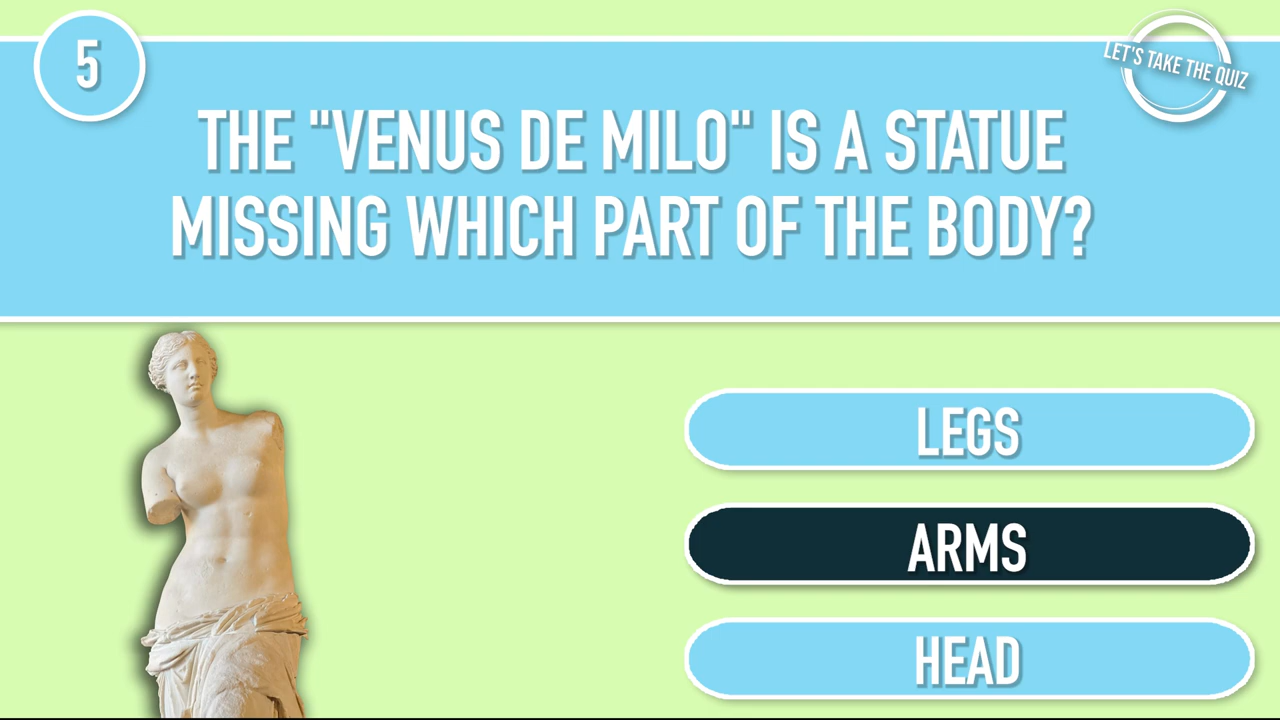 5
LET'S TAKE THE QUIZ
THE "VENUS DE MILO" IS A STATUE
MISSING WHICH PART OF THE BODY?
LEGS
ARMS
HEAD